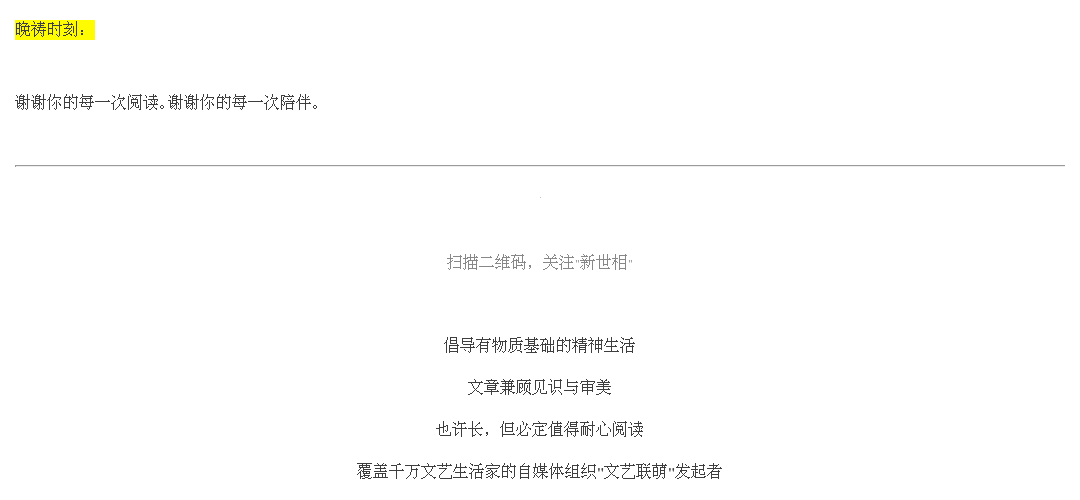 晚祷时刻：
谢谢你的每一次阅读。谢谢你的每一次陪伴。
扫描二维码，关注"新世相"
倡导有物质基础的精神生活
文章兼顾见识与审美
也许长，但必定值得耐心阅读
覆盖千万文艺生活家的自媒体组织"文艺联萌"发起者